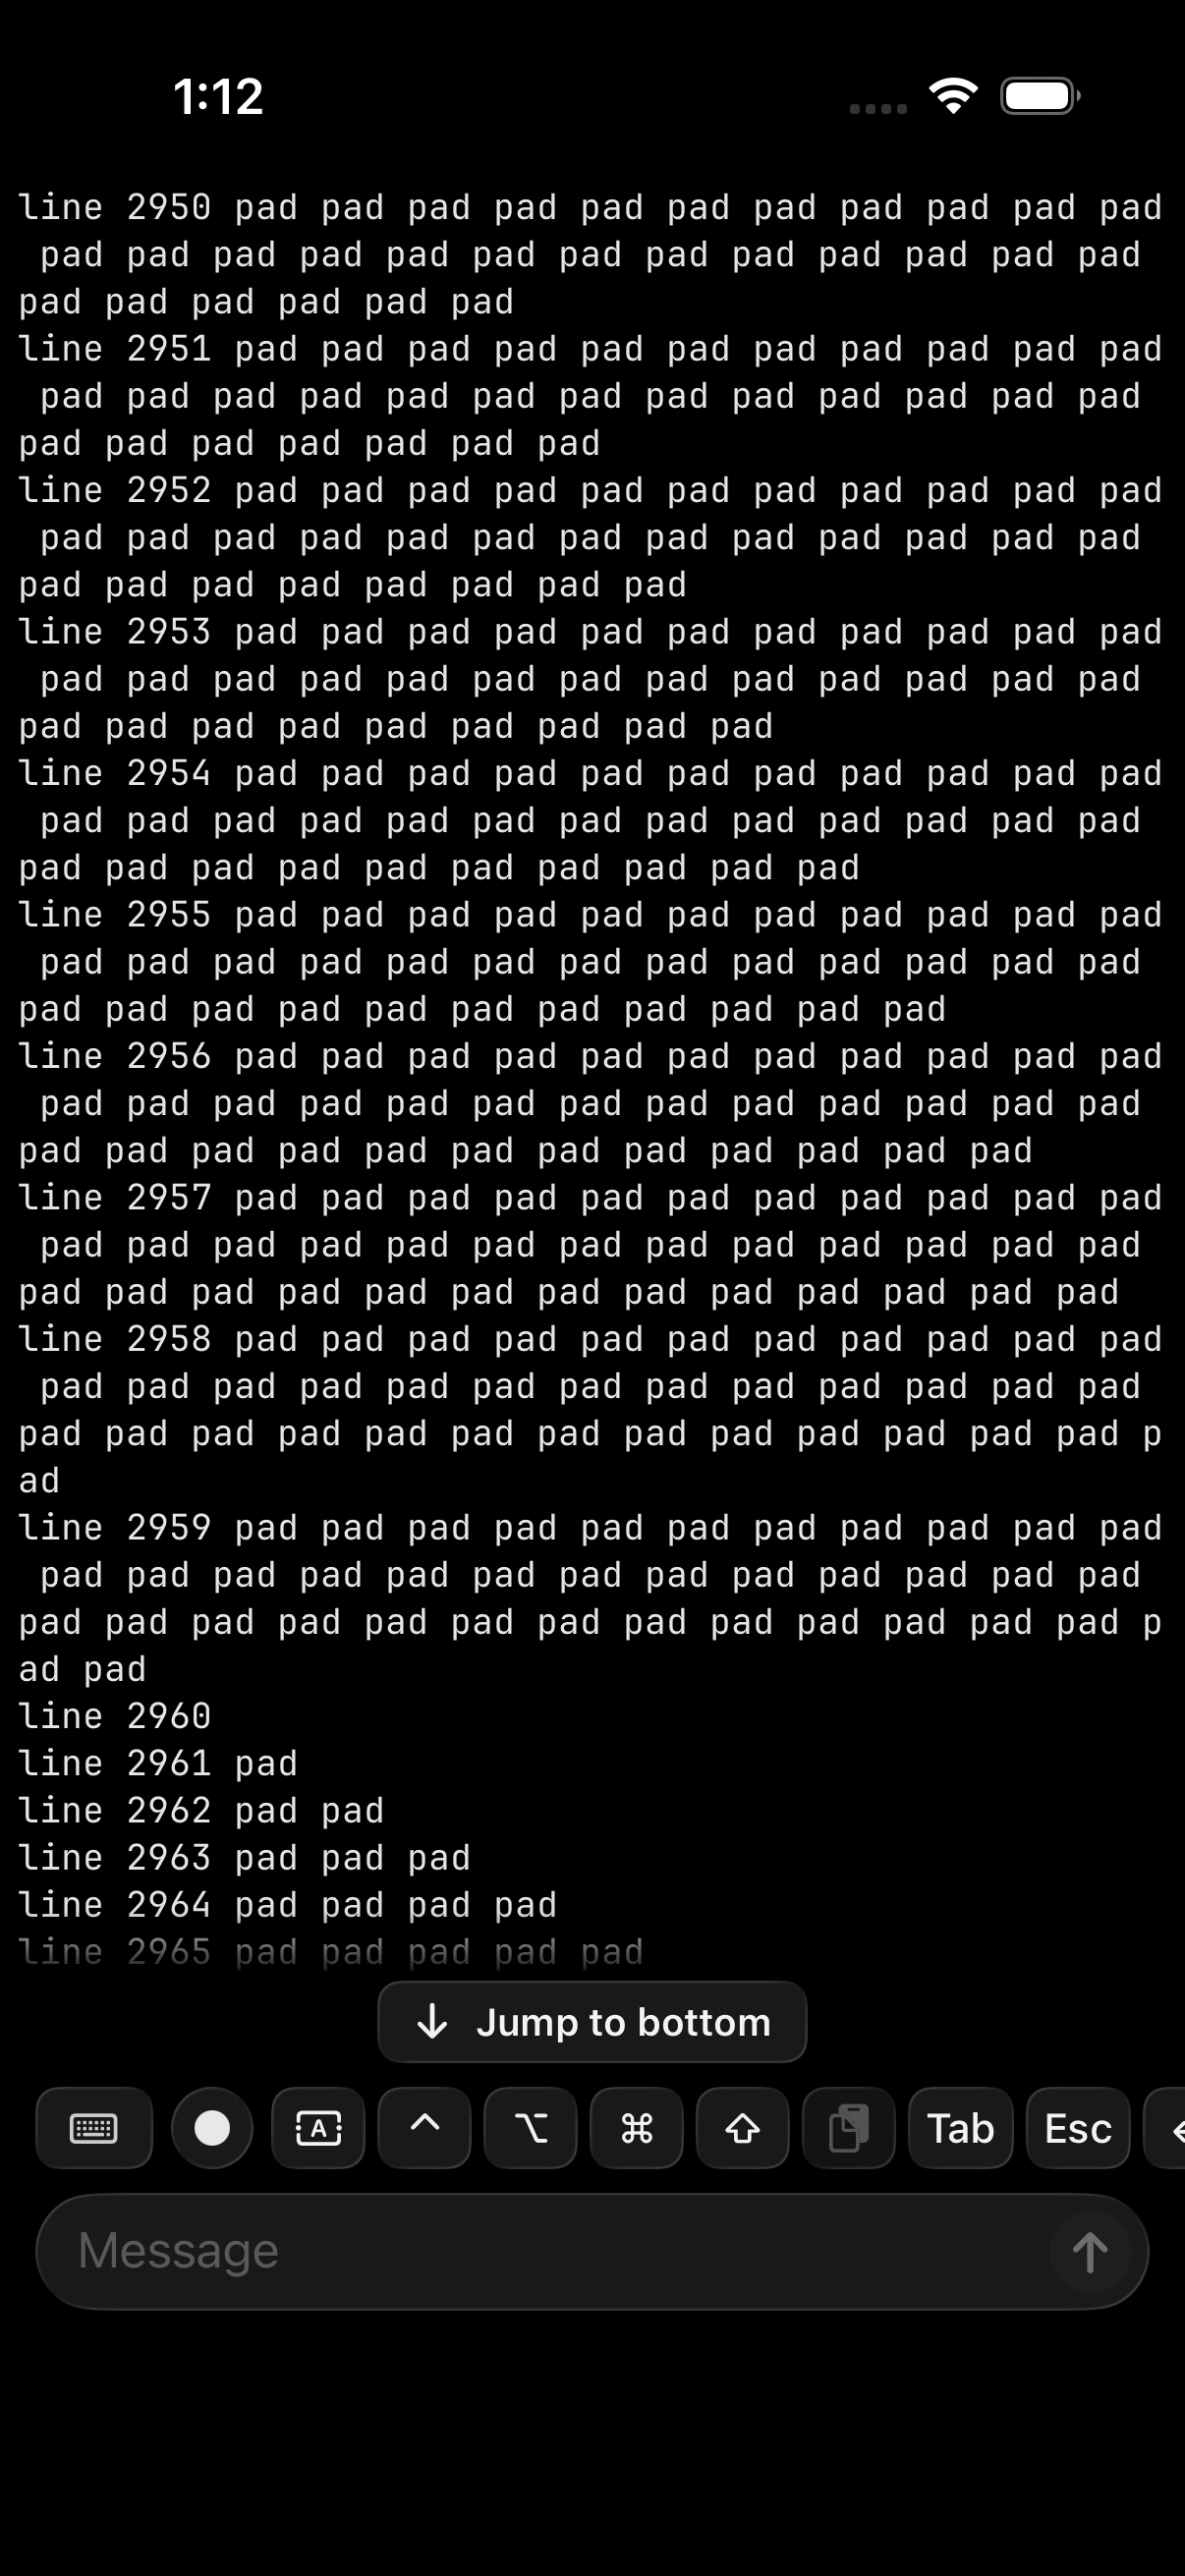 1:12
line 2950 pad pad pad pad pad pad pad pad pad pad pad
 pad pad pad pad pad pad pad pad pad pad pad pad pad
pad pad pad pad pad pad
line 2951 pad pad pad pad pad pad pad pad pad pad pad
 pad pad pad pad pad pad pad pad pad pad pad pad pad
pad pad pad pad pad pad pad
line 2952 pad pad pad pad pad pad pad pad pad pad pad
 pad pad pad pad pad pad pad pad pad pad pad pad pad
pad pad pad pad pad pad pad pad
line 2953 pad pad pad pad pad pad pad pad pad pad pad
 pad pad pad pad pad pad pad pad pad pad pad pad pad
pad pad pad pad pad pad pad pad pad
line 2954 pad pad pad pad pad pad pad pad pad pad pad
 pad pad pad pad pad pad pad pad pad pad pad pad pad
pad pad pad pad pad pad pad pad pad pad
line 2955 pad pad pad pad pad pad pad pad pad pad pad
 pad pad pad pad pad pad pad pad pad pad pad pad pad
pad pad pad pad pad pad pad pad pad pad pad
line 2956 pad pad pad pad pad pad pad pad pad pad pad
 pad pad pad pad pad pad pad pad pad pad pad pad pad
pad pad pad pad pad pad pad pad pad pad pad pad
line 2957 pad pad pad pad pad pad pad pad pad pad pad
 pad pad pad pad pad pad pad pad pad pad pad pad pad
pad pad pad pad pad pad pad pad pad pad pad pad pad
line 2958 pad pad pad pad pad pad pad pad pad pad pad
 pad pad pad pad pad pad pad pad pad pad pad pad pad
pad pad pad pad pad pad pad pad pad pad pad pad pad p
ad
line 2959 pad pad pad pad pad pad pad pad pad pad pad
 pad pad pad pad pad pad pad pad pad pad pad pad pad
pad pad pad pad pad pad pad pad pad pad pad pad pad p
ad pad
line 2960
line 2961 pad
line 2962 pad pad
line 2963 pad pad pad
line 2964 pad pad pad pad
line 2965 pad pad pad pad pad
↓ Jump to bottom
A ^ ⌥ ⌘ ⇧ Tab Esc
Message